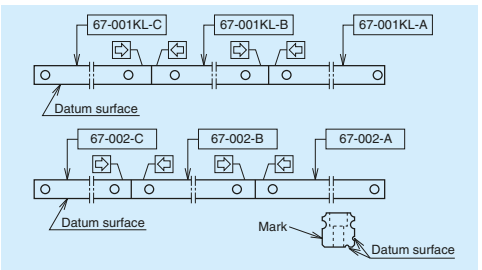 67-001KL-C 67-001KL-B 67-001KL-A
Datum surface
67-002-C 67-002-B 67-002-A
Datum surface
Mark
Datum surface